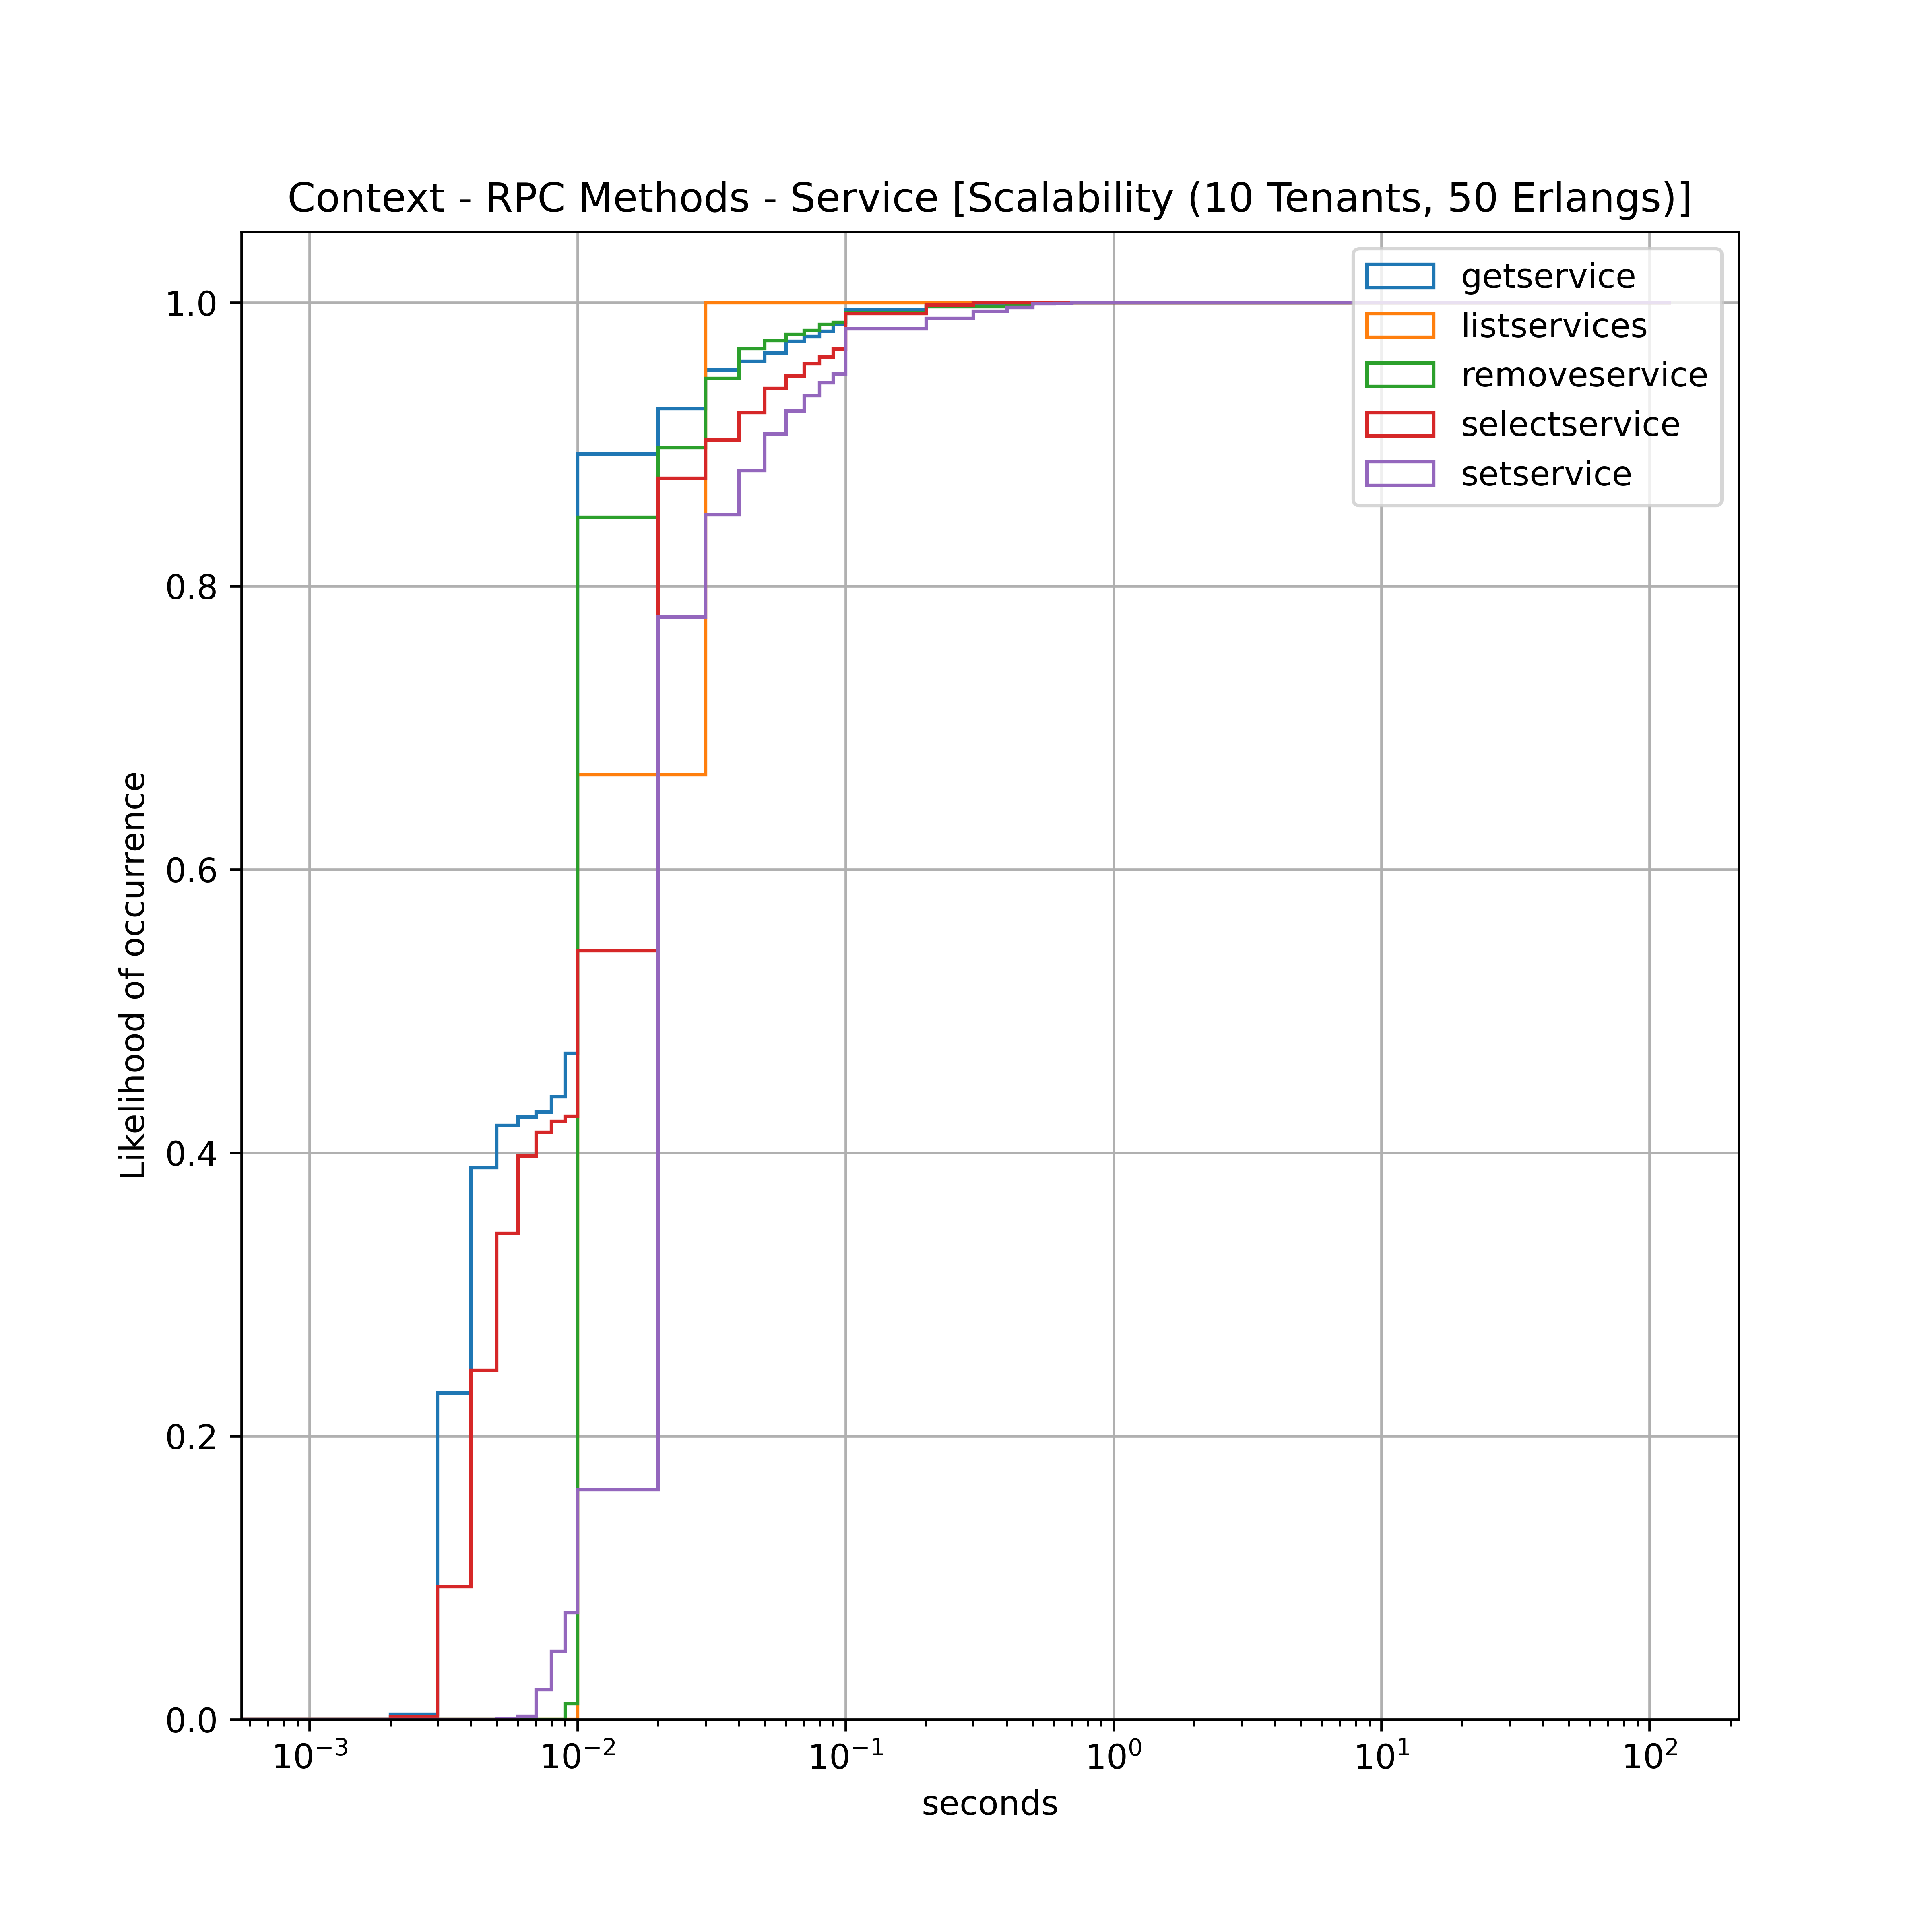 Context - RPC Methods - Service [Scalability (10 Tenants, 50 Erlangs)]
getservice
listservices
removeservice
selectservice
setservice
1.0
0.8
0.6
0.4
0.2
0.0
Likelihood of occurrence
10⁻³ 10⁻² 10⁻¹ 10⁰ 10¹ 10²
seconds